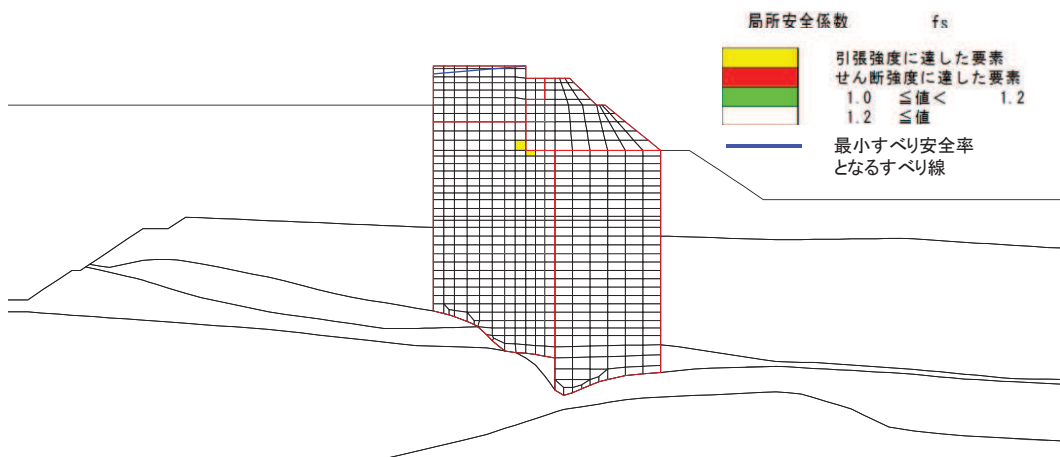 局所安全係数 fs
引張強度に達した要素
せん断強度に達した要素
1.0 ≦値< 1.2
1.2 ≦値
最小すべり安全率
となるすべり線